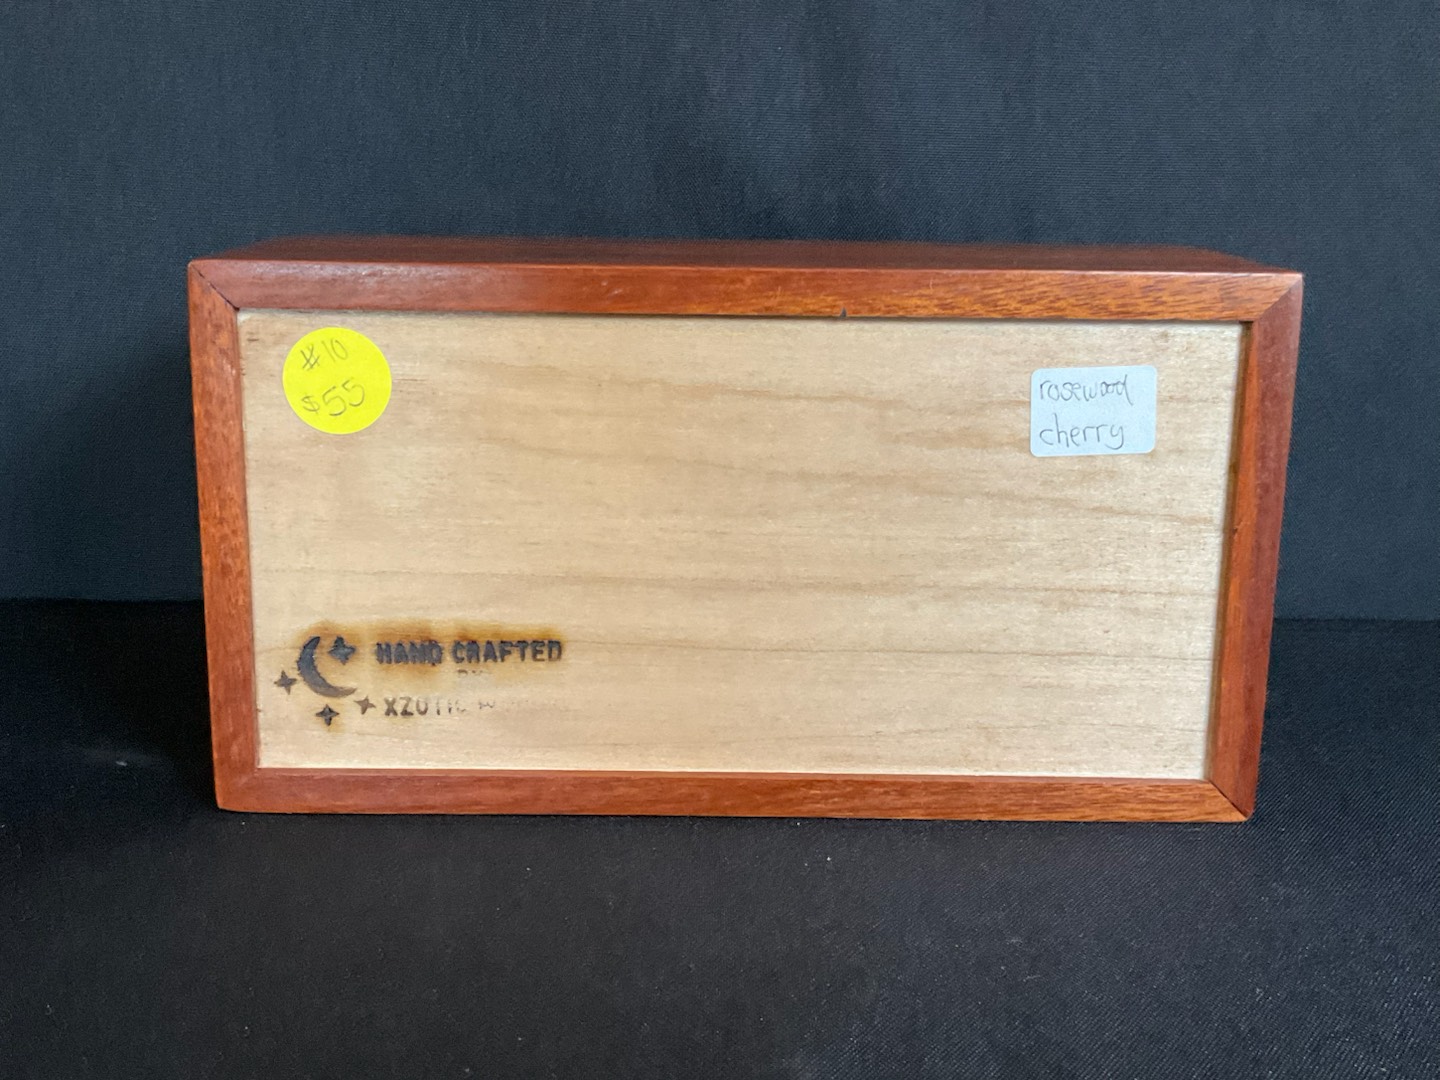 #10
$55
rosewood
cherry
HAND CRAFTED
XZOTIC